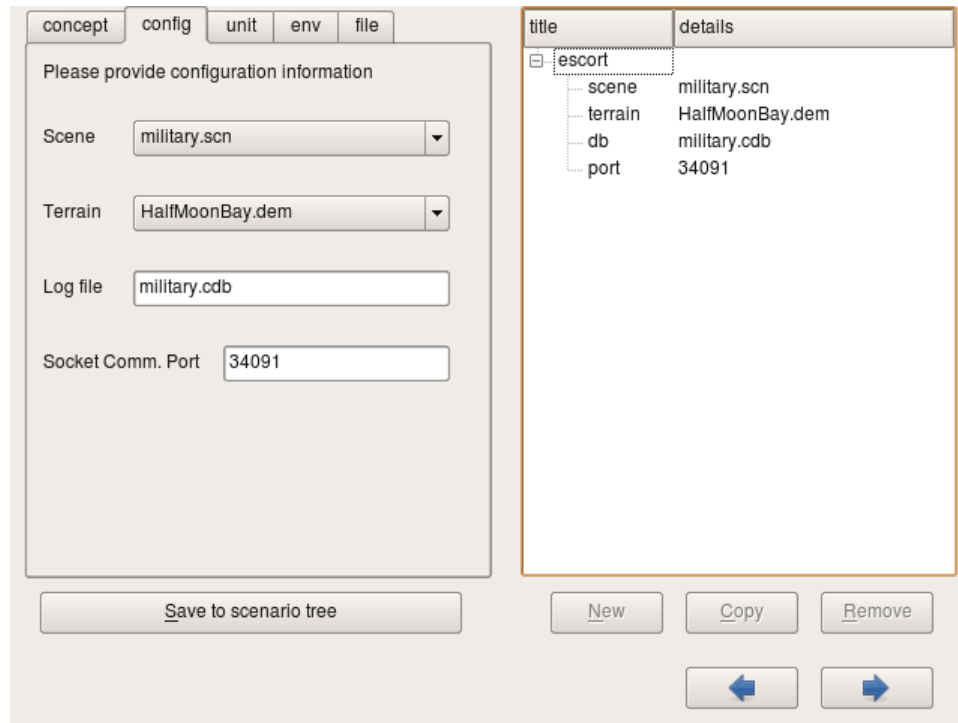 concept config unit env file
Please provide configuration information
Scene military.scn
Terrain HalfMoonBay.dem
Log file military.cdb
Socket Comm. Port 34091
Save to scenario tree
title details
escort
scene military.scn
terrain HalfMoonBay.dem
db military.cdb
port 34091
New Copy Remove